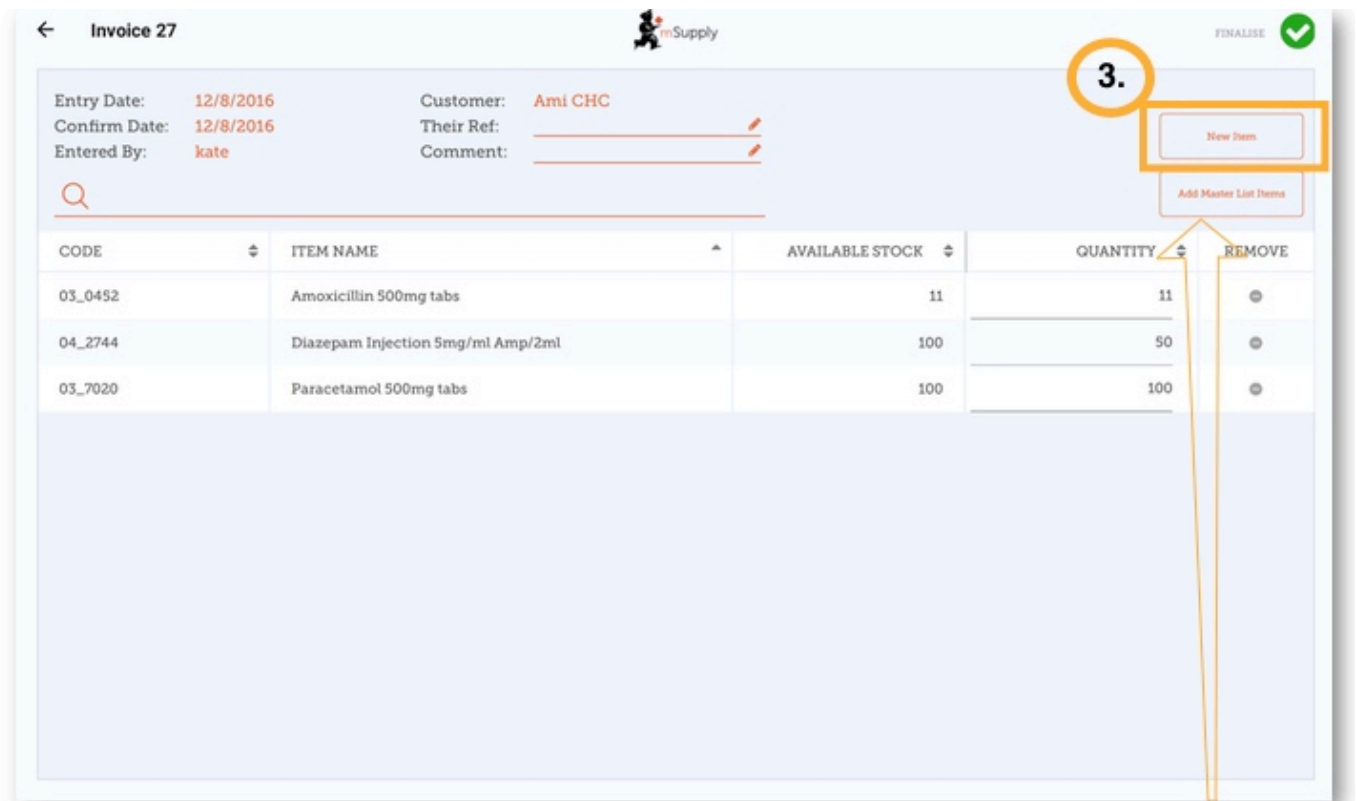 Invoice 27
mSupply
FINALISE
3.
Entry Date: 12/8/2016
Customer: Ami CHC
Confirm Date: 12/8/2016
Their Ref:
New Item
Entered By: kate
Comment:
Add Master List Items
CODE ITEM NAME AVAILABLE STOCK QUANTITY REMOVE
03_0452 Amoxicillin 500mg tabs 11 11
04_2744 Diazepam Injection 5mg/ml Amp/2ml 100 50
03_7020 Paracetamol 500mg tabs 100 100